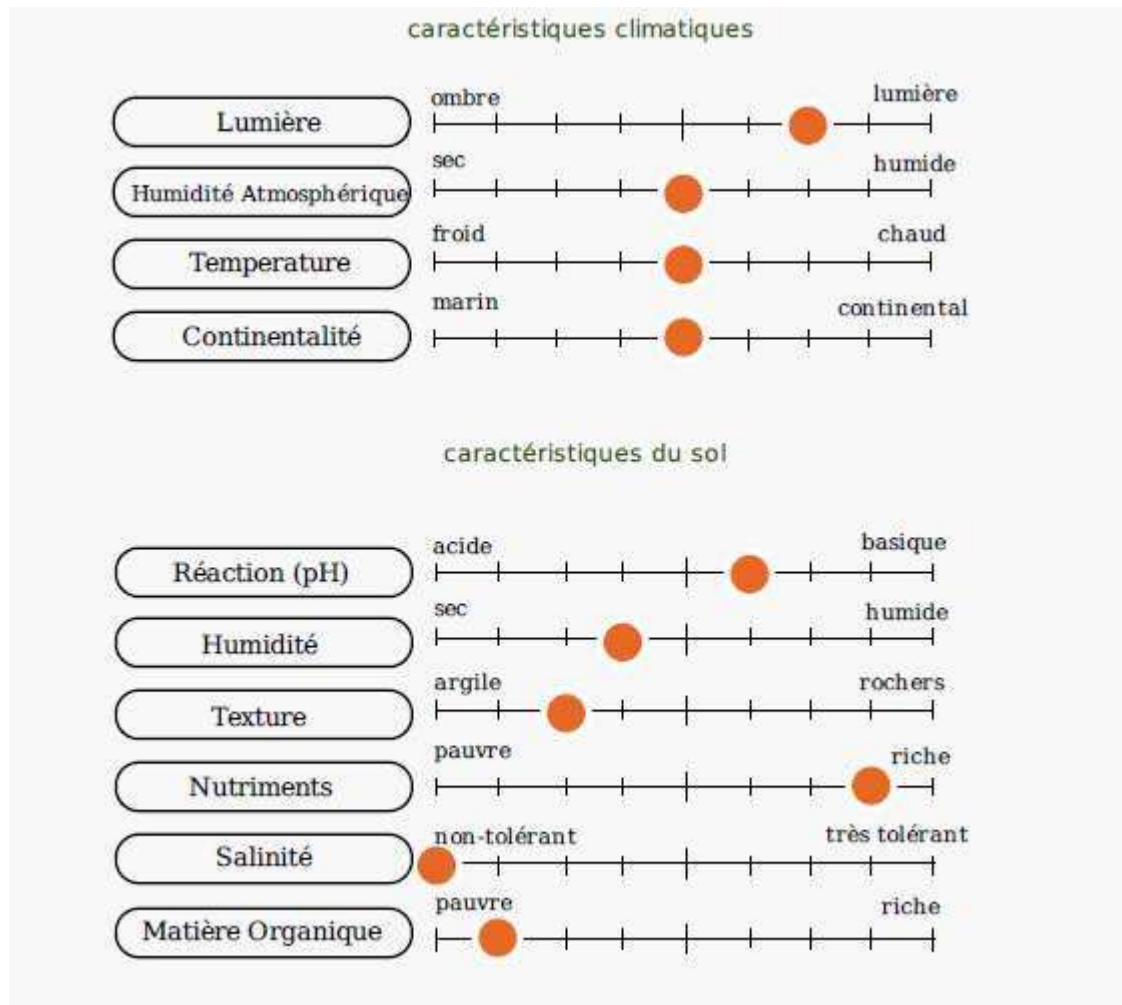 caractéristiques climatiques
ombre lumière
Lumière
sec humide
Humidité Atmosphérique
froid chaud
Temperature
marin continental
Continentalité
caractéristiques du sol
acide basique
Réaction (pH)
sec humide
Humidité
argile rochers
Texture
pauvre riche
Nutriments
non-tolérant très tolérant
Salinité
pauvre riche
Matière Organique